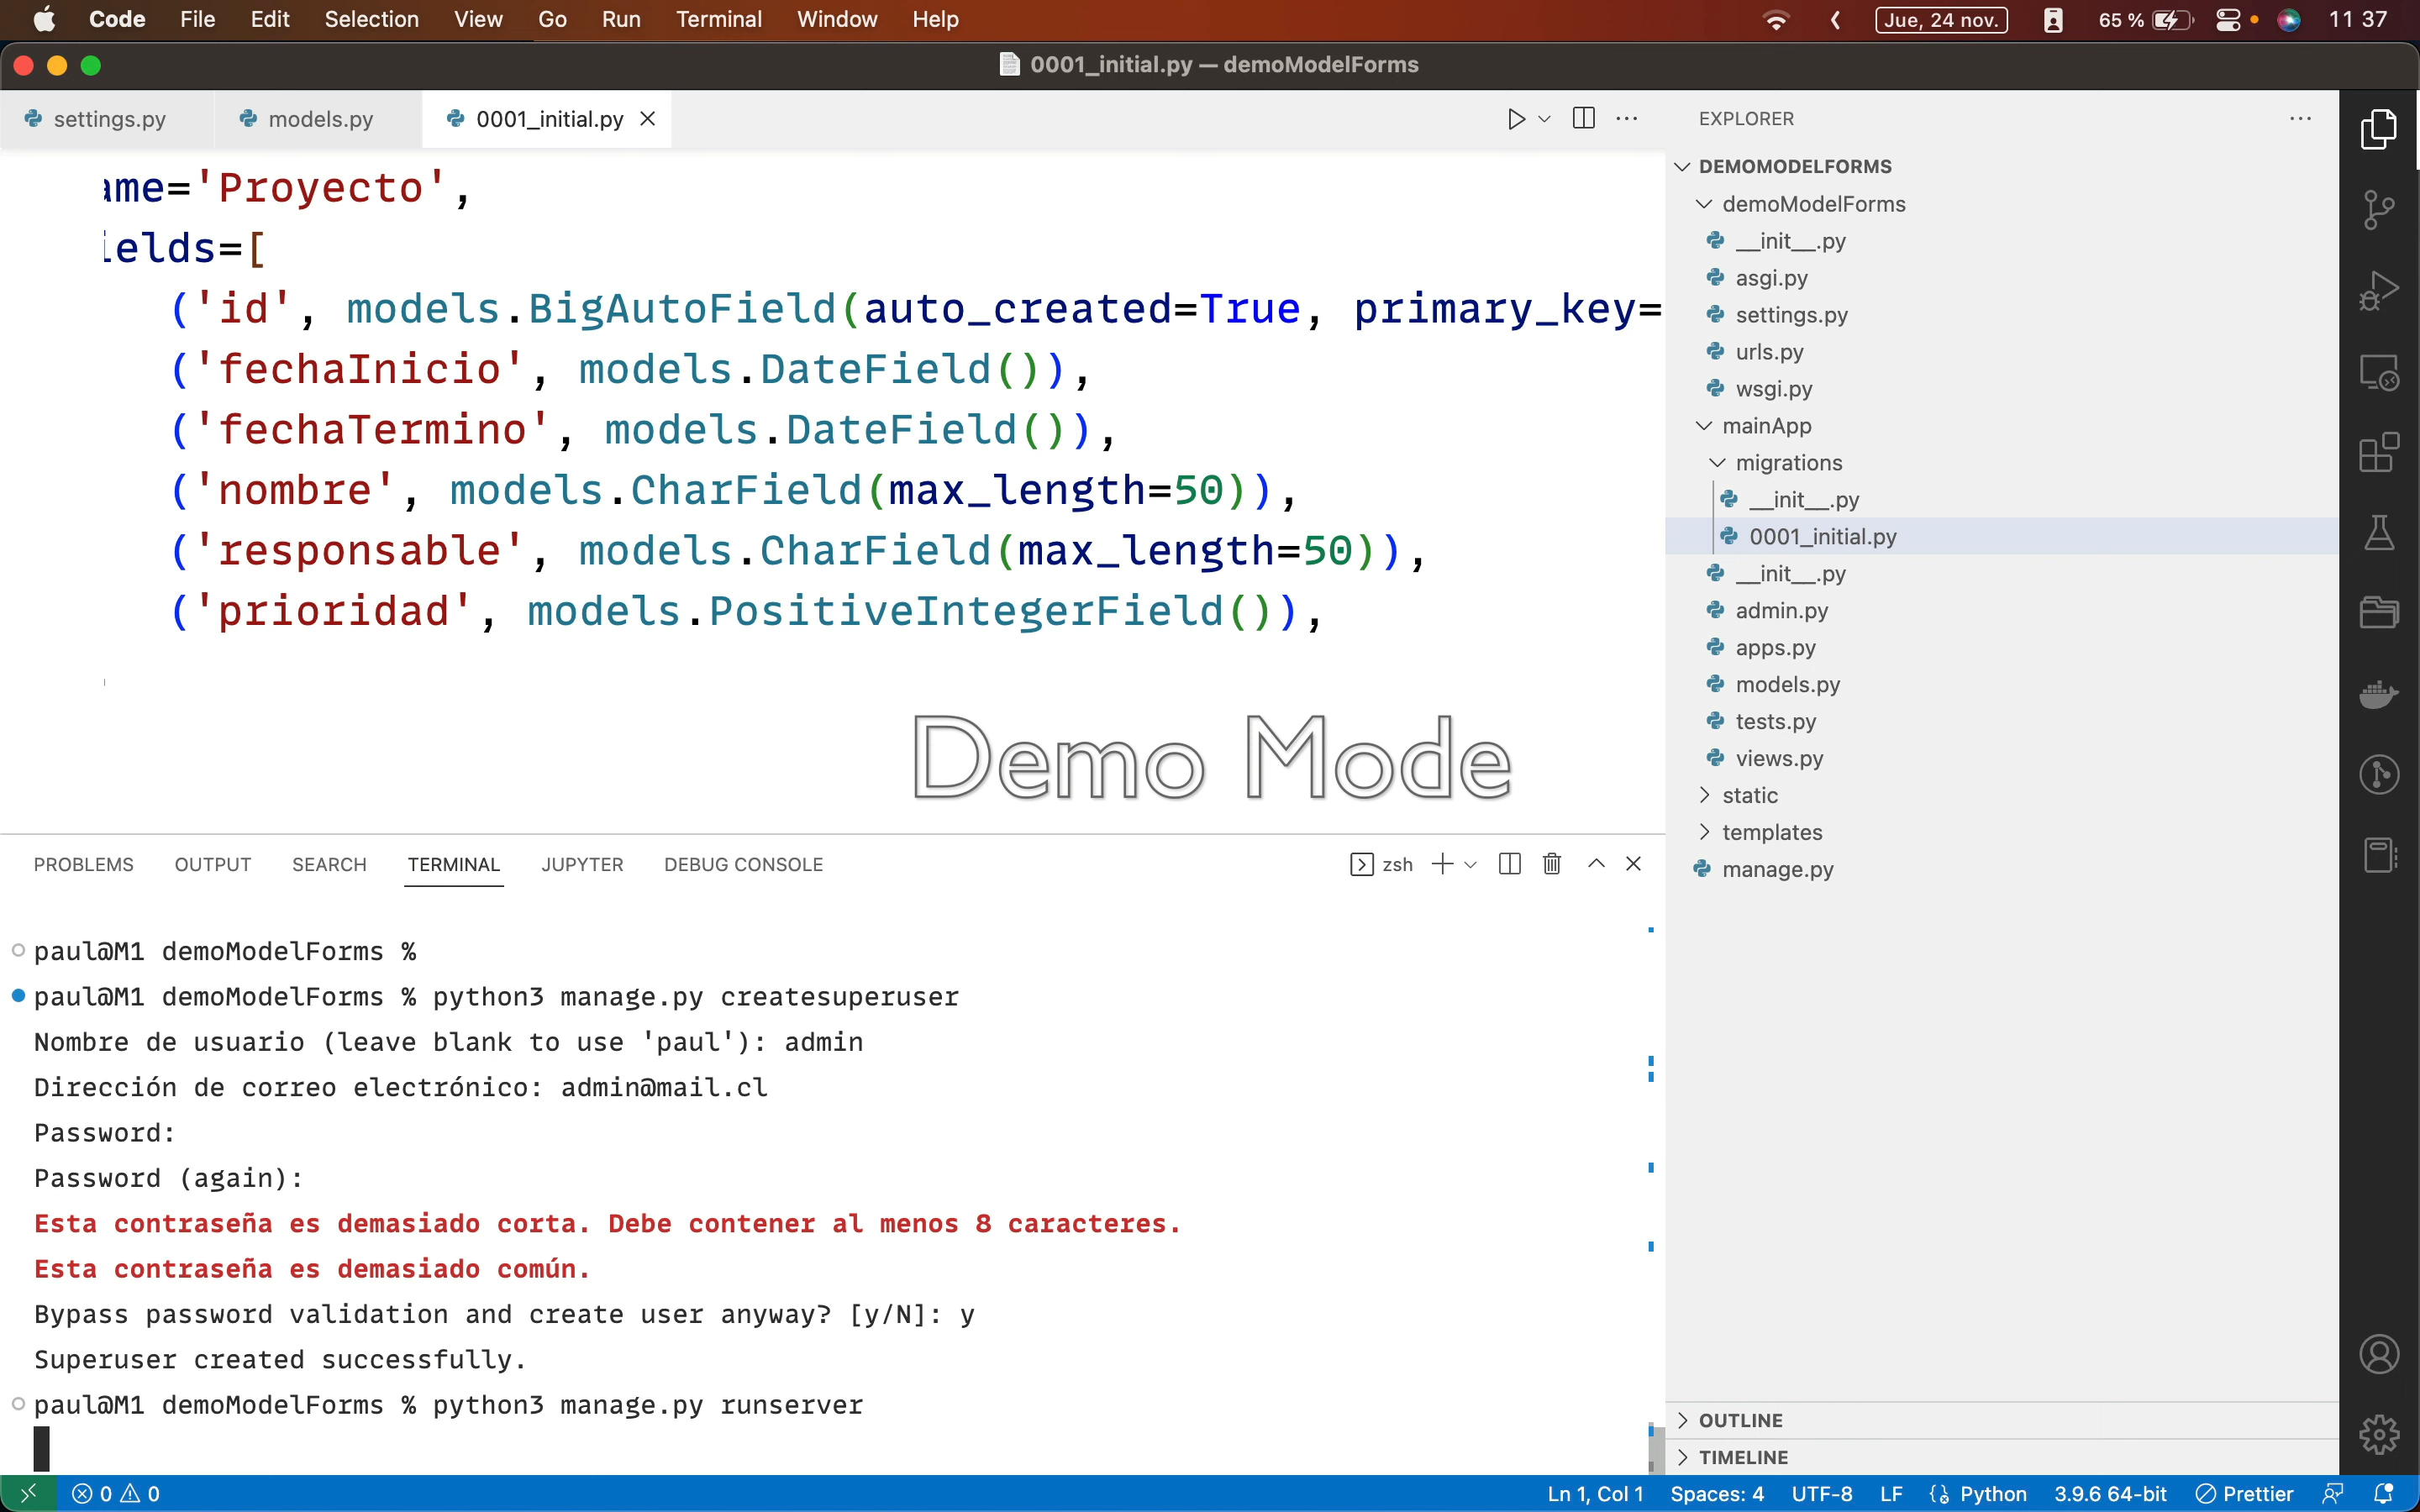 Code File Edit Selection View Go Run Terminal Window Help Jue, 24 nov. 65 % 11 37
0001_initial.py — demoModelForms
settings.py models.py 0001_initial.py
ame='Proyecto',
ields=[
('id', models.BigAutoField(auto_created=True, primary_key=
('fechaInicio', models.DateField()),
('fechaTermino', models.DateField()),
('nombre', models.CharField(max_length=50)),
('responsable', models.CharField(max_length=50)),
('prioridad', models.PositiveIntegerField()),
Demo Mode
PROBLEMS OUTPUT SEARCH TERMINAL JUPYTER DEBUG CONSOLE zsh
paul@M1 demoModelForms %
paul@M1 demoModelForms % python3 manage.py createsuperuser
Nombre de usuario (leave blank to use 'paul'): admin
Dirección de correo electrónico: admin@mail.cl
Password:
Password (again):
Esta contraseña es demasiado corta. Debe contener al menos 8 caracteres.
Esta contraseña es demasiado común.
Bypass password validation and create user anyway? [y/N]: y
Superuser created successfully.
paul@M1 demoModelForms % python3 manage.py runserver
EXPLORER
DEMOMODELFORMS
demoModelForms
__init__.py
asgi.py
settings.py
urls.py
wsgi.py
mainApp
migrations
__init__.py
0001_initial.py
__init__.py
admin.py
apps.py
models.py
tests.py
views.py
static
templates
manage.py
OUTLINE
TIMELINE
0 0 Ln 1, Col 1 Spaces: 4 UTF-8 LF Python 3.9.6 64-bit Prettier